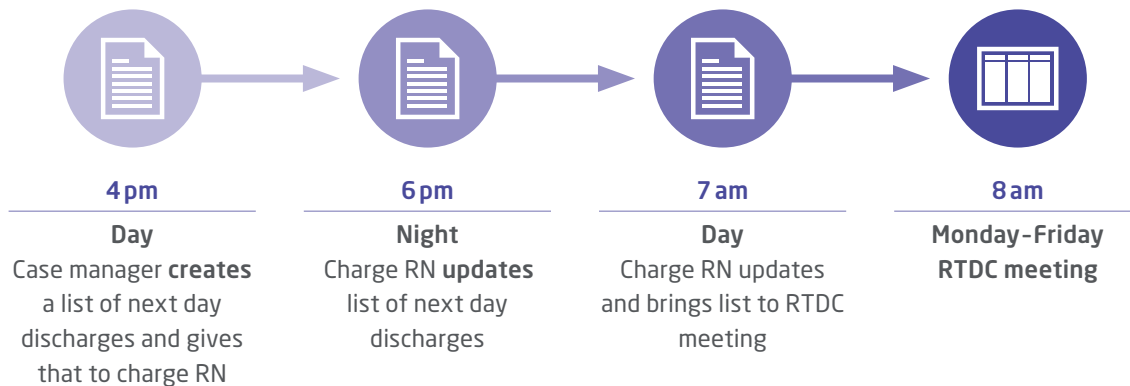 4 pm
Day
Case manager creates
a list of next day
discharges and gives
that to charge RN
6 pm
Night
Charge RN updates
list of next day
discharges
7 am
Day
Charge RN updates
and brings list to RTDC
meeting
8 am
Monday–Friday
RTDC meeting